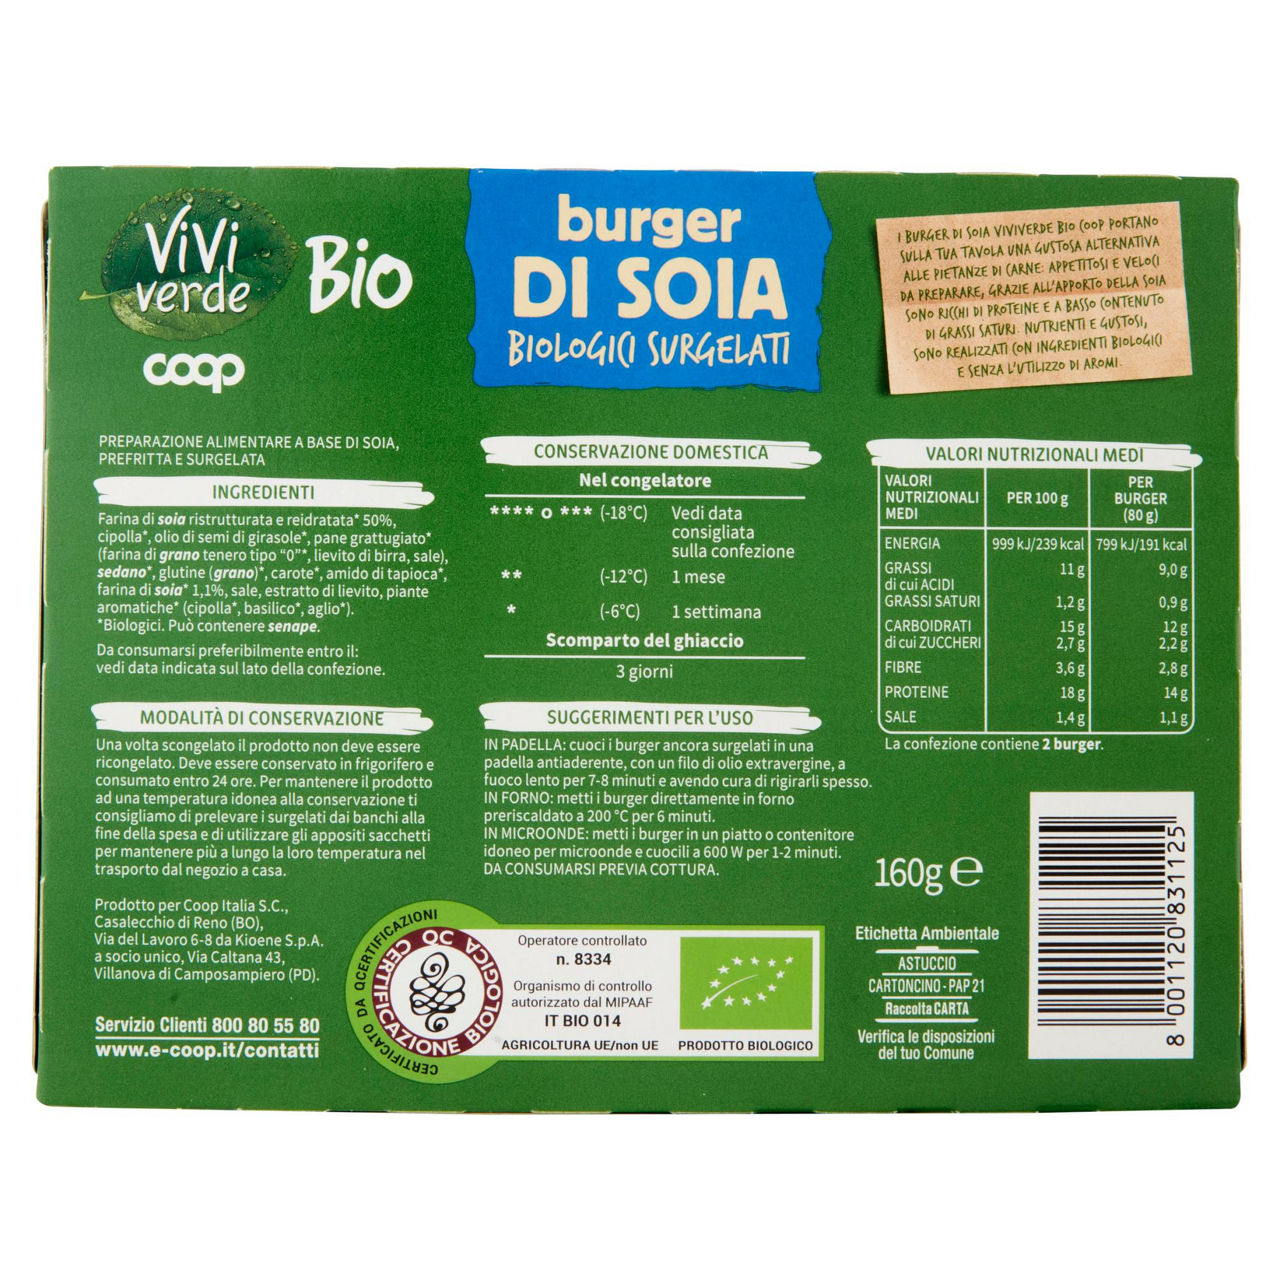 ViVi
verde
Bio
coop
burger
DI SOIA
BIOLOGICI SURGELATI
I BURGER DI SOIA VIVIVERDE BIO COOP PORTANO
SULLA TUA TAVOLA UNA GUSTOSA ALTERNATIVA
ALLE PIETANZE DI CARNE: APPETITOSI E VELOCI
DA PREPARARE, GRAZIE ALL'APPORTO DELLA SOIA
SONO RICCHI DI PROTEINE E A BASSO CONTENUTO
DI GRASSI SATURI. NUTRIENTI E GUSTOSI,
SONO REALIZZATI CON INGREDIENTI BIOLOGICI
E SENZA L'UTILIZZO DI AROMI.
PREPARAZIONE ALIMENTARE A BASE DI SOIA,
PREFRITTA E SURGELATA
INGREDIENTI
Farina di soia ristrutturata e reidratata* 50%,
cipolla*, olio di semi di girasole*, pane grattugiato*
(farina di grano tenero tipo “0”*, lievito di birra, sale),
sedano*, glutine (grano)*, carote*, amido di tapioca*,
farina di soia* 1,1%, sale, estratto di lievito, piante
aromatiche* (cipolla*, basilico*, aglio*).
*Biologici. Può contenere senape.
Da consumarsi preferibilmente entro il:
vedi data indicata sul lato della confezione.
MODALITÀ DI CONSERVAZIONE
Una volta scongelato il prodotto non deve essere
ricongelato. Deve essere conservato in frigorifero e
consumato entro 24 ore. Per mantenere il prodotto
ad una temperatura idonea alla conservazione ti
consigliamo di prelevare i surgelati dai banchi alla
fine della spesa e di utilizzare gli appositi sacchetti
per mantenere più a lungo la loro temperatura nel
trasporto dal negozio a casa.
Prodotto per Coop Italia S.C.,
Casalecchio di Reno (BO),
Via del Lavoro 6-8 da Kioene S.p.A.
a socio unico, Via Caltana 43,
Villanova di Camposampiero (PD).
Servizio Clienti 800 80 55 80
www.e-coop.it/contatti
CONSERVAZIONE DOMESTICA
Nel congelatore
**** o *** (-18°C) Vedi data
consigliata
sulla confezione
** (-12°C) 1 mese
* (-6°C) 1 settimana
Scomparto del ghiaccio
3 giorni
SUGGERIMENTI PER L'USO
IN PADELLA: cuoci i burger ancora surgelati in una
padella antiaderente, con un filo di olio extravergine, a
fuoco lento per 7-8 minuti e avendo cura di rigirarli spesso.
IN FORNO: metti i burger direttamente in forno
preriscaldato a 200 °C per 6 minuti.
IN MICROONDE: metti i burger in un piatto o contenitore
idoneo per microonde e cuocili a 600 W per 1-2 minuti.
DA CONSUMARSI PREVIA COTTURA.
CERTIFICATO DA QCERTIFICAZIONI
QC CERTIFICAZIONE BIOLOGICA
Operatore controllato
n. 8334
Organismo di controllo
autorizzato dal MIPAAF
IT BIO 014
AGRICOLTURA UE/non UE
PRODOTTO BIOLOGICO
VALORI NUTRIZIONALI MEDI
VALORI
NUTRIZIONALI
MEDI
PER 100 g
PER
BURGER
(80 g)
ENERGIA 999 kJ/239 kcal 799 kJ/191 kcal
GRASSI 11 g 9,0 g
di cui ACIDI
GRASSI SATURI 1,2 g 0,9 g
CARBOIDRATI 15 g 12 g
di cui ZUCCHERI 2,7 g 2,2 g
FIBRE 3,6 g 2,8 g
PROTEINE 18 g 14 g
SALE 1,4 g 1,1 g
La confezione contiene 2 burger.
160g e
Etichetta Ambientale
ASTUCCIO
CARTONCINO - PAP 21
Raccolta CARTA
Verifica le disposizioni
del tuo Comune
8 001120 831125